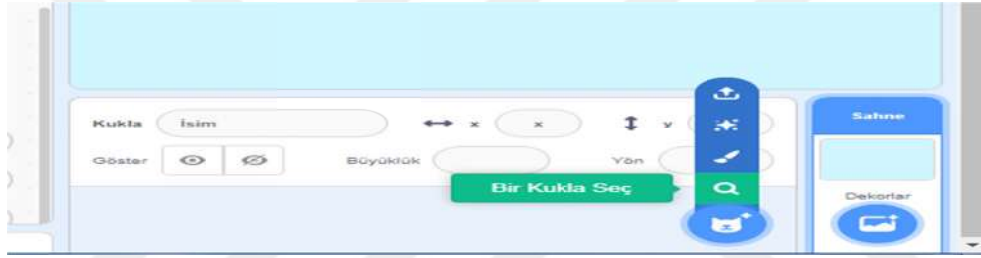 Kukla İsim x x y Sahne
Göster Büyüklük Yön
Bir Kukla Seç
Dekorlar